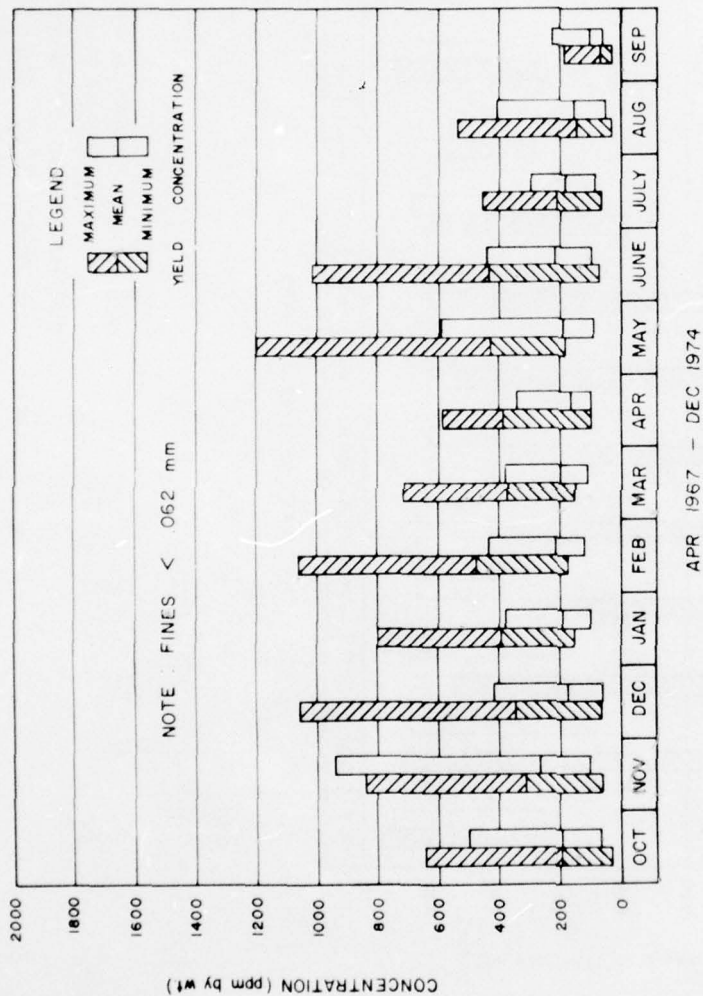 CONCENTRATION (ppm by wt)
2000
1800
1600
1400
1200
1000
800
600
400
200
0
LEGEND
MAXIMUM
MEAN
MINIMUM
YIELD CONCENTRATION
NOTE: FINES < .062 mm
OCT NOV DEC JAN FEB MAR APR MAY JUNE JULY AUG SEP
APR 1967 - DEC 1974